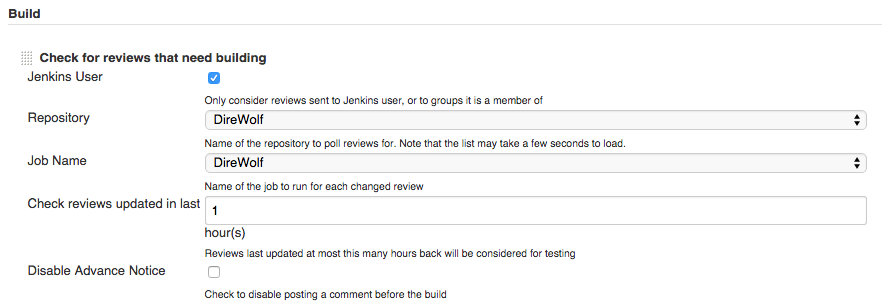 Build
Check for reviews that need building
Jenkins User
Only consider reviews sent to Jenkins user, or to groups it is a member of
Repository
DireWolf
Name of the repository to poll reviews for. Note that the list may take a few seconds to load.
Job Name
DireWolf
Name of the job to run for each changed review
Check reviews updated in last
1
hour(s)
Reviews last updated at most this many hours back will be considered for testing
Disable Advance Notice
Check to disable posting a comment before the build